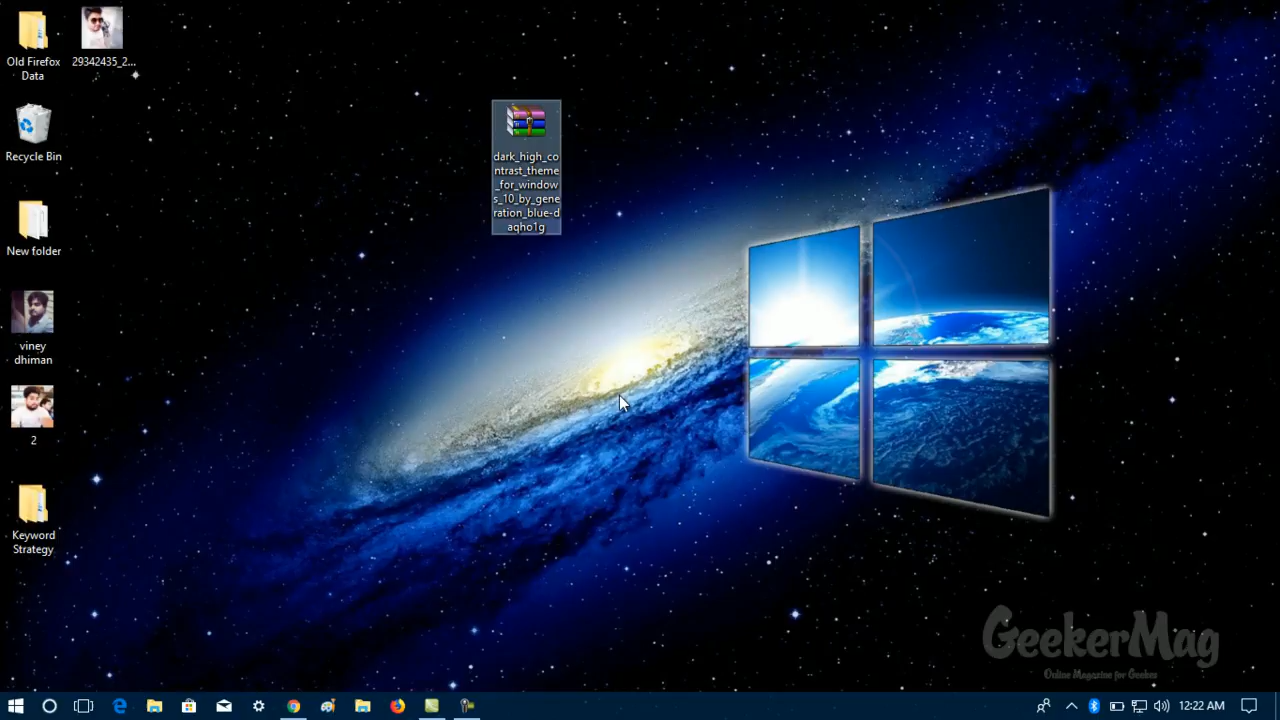 Old Firefox
Data
29342435_2...
Recycle Bin
New folder
viney
dhiman
2
Keyword
Strategy
dark_high_co
ntrast_theme
_for_window
s_10_by_gene
ration_blue-d
aqho1g
GeekerMag
Online Magazine for Geeker
12:22 AM